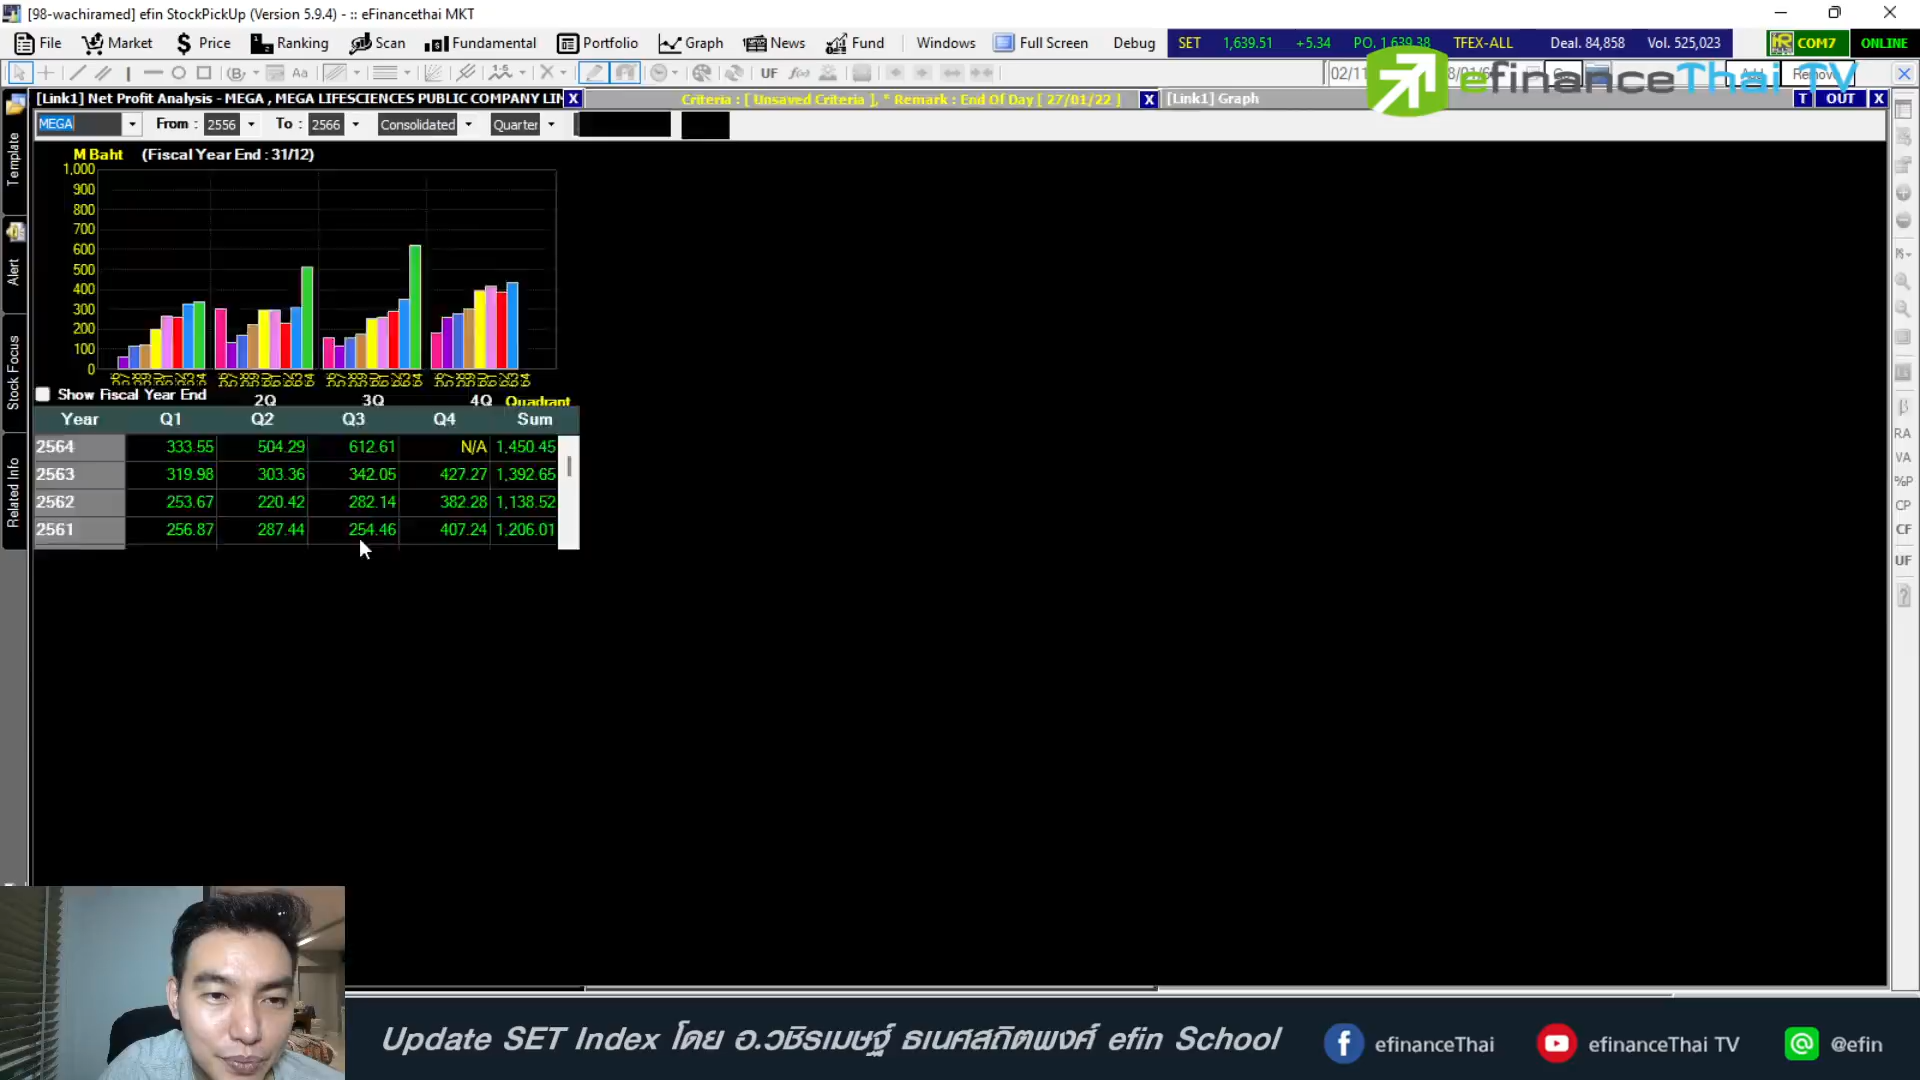 [98-wachiramed] efin StockPickUp (Version 5.9.4) - :: eFinancethai MKT
File Market Price Ranking Scan Fundamental Portfolio Graph News Fund Windows Full Screen Debug SET 1,639.51 +5.34 PO. 1,639.38 TFEX-ALL Deal. 84,858 Vol. 525,023 COM7 ONLINE
UF
efinanceThai TV
[Link1] Net Profit Analysis - MEGA , MEGA LIFESCIENCES PUBLIC COMPANY LIN X
Criteria : [ Unsaved Criteria ], * Remark : End Of Day [ 27/01/22 ] X
[Link1] Graph T OUT X
MEGA From : 2556 To : 2566 Consolidated Quarter
M Baht (Fiscal Year End : 31/12)
1,000
900
800
700
600
500
400
300
200
100
0
Show Fiscal Year End 2Q 3Q 4Q Quadrant
Year Q1 Q2 Q3 Q4 Sum
2564 333.55 504.29 612.61 N/A 1,450.45
2563 319.98 303.36 342.05 427.27 1,392.65
2562 253.67 220.42 282.14 382.28 1,138.52
2561 256.87 287.44 254.46 407.24 1,206.01
Template
Alert
Stock Focus
Related Info
RA
VA
%P
CP
CF
UF
Update SET Index โดย อ.วชิรเมษฐ์ ธเนศสถิตพงศ์ efin School
efinanceThai
efinanceThai TV
@efin